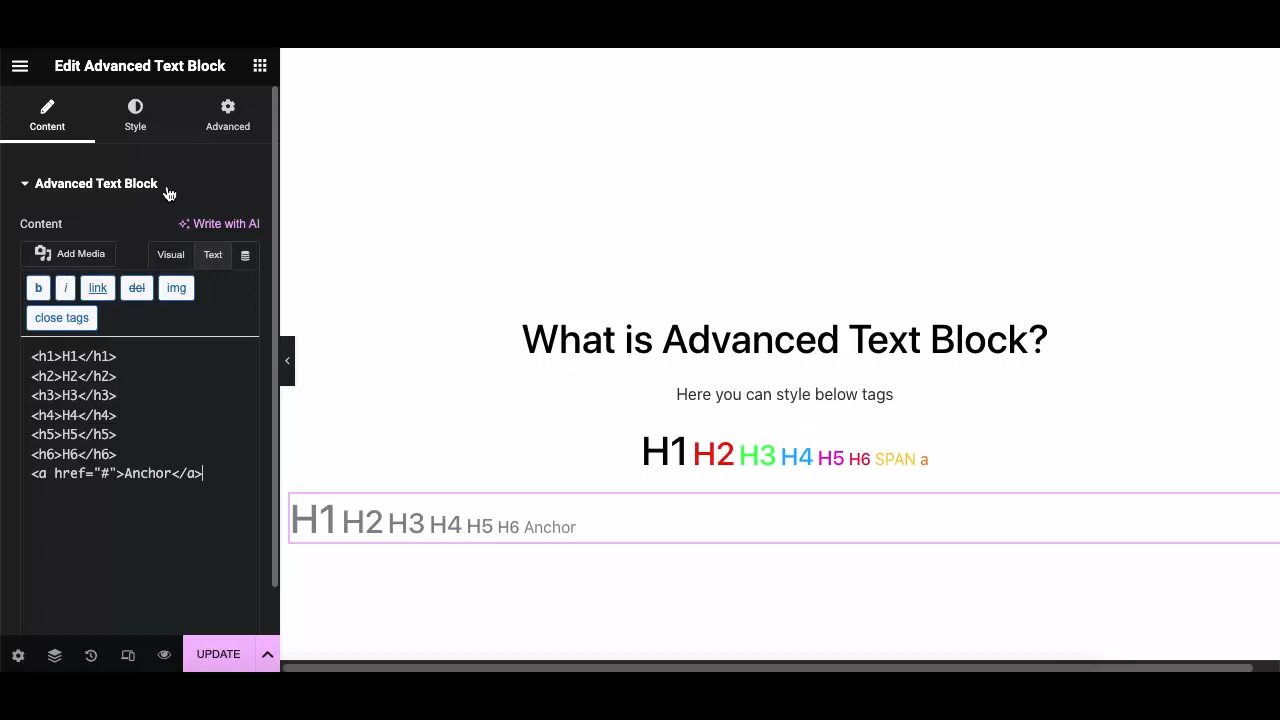 Edit Advanced Text Block
Content
Style
Advanced
Advanced Text Block
Content
Write with AI
Add Media
Visual
Text
b
i
link
del
img
close tags
<h1>H1</h1>
<h2>H2</h2>
<h3>H3</h3>
<h4>H4</h4>
<h5>H5</h5>
<h6>H6</h6>
<a href="#">Anchor</a>
UPDATE
What is Advanced Text Block?
Here you can style below tags
H1 H2 H3 H4 H5 H6 SPAN a
H1 H2 H3 H4 H5 H6 Anchor